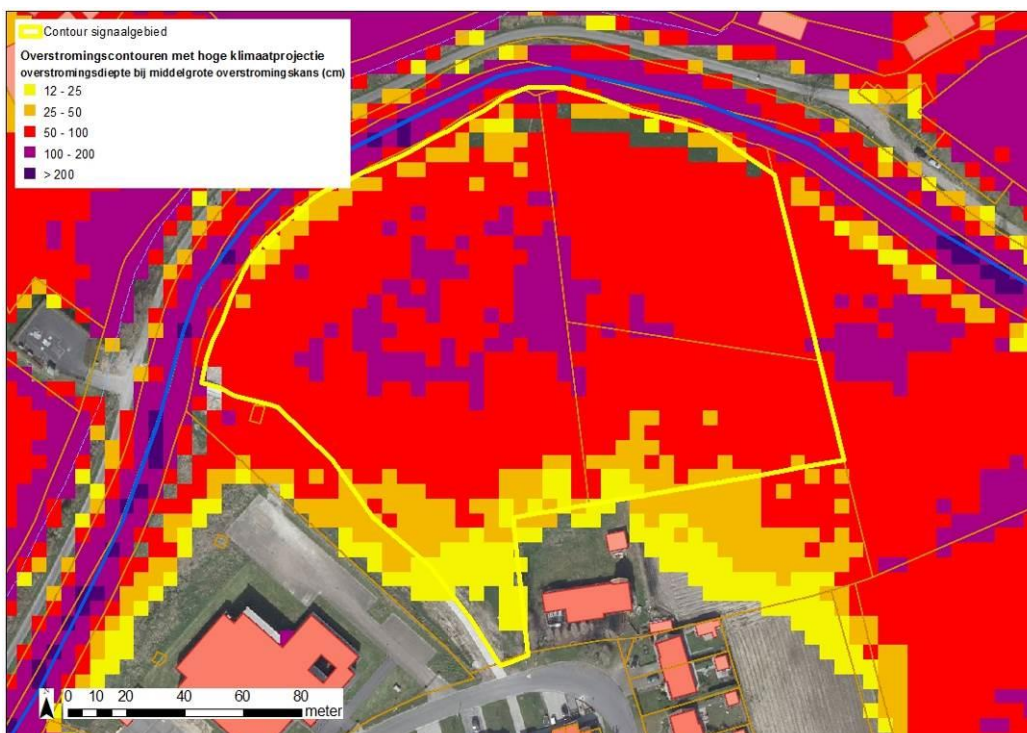 Contour signaalgebied
Overstromingscontouren met hoge klimaatprojectie
overstromingsdiepte bij middelgrote overstromingskans (cm)
12 - 25
25 - 50
50 - 100
100 - 200
> 200
0 10 20 40 60 80
meter